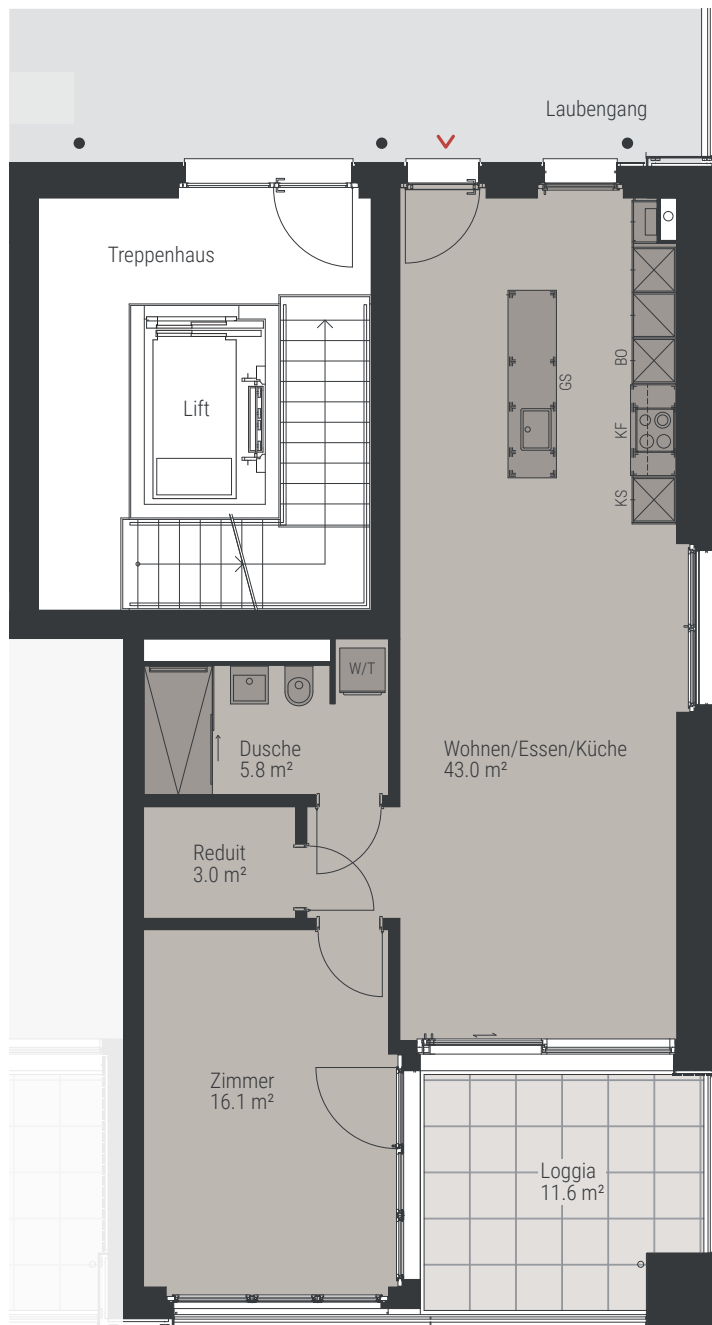 Laubengang
Treppenhaus
Lift
GS
BO
KF
KS
W/T
Dusche
5.8 m²
Wohnen/Essen/Küche
43.0 m²
Reduit
3.0 m²
Zimmer
16.1 m²
Loggia
11.6 m²